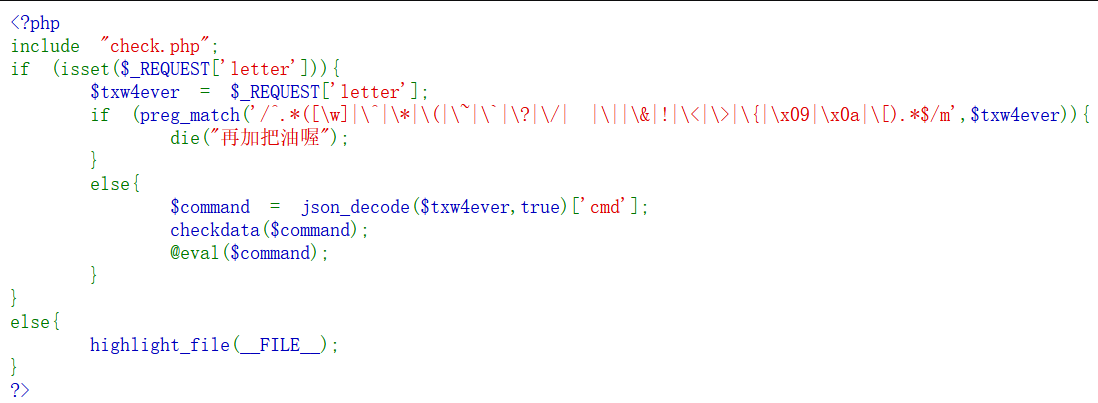 <?php
include "check.php";
if (isset($_REQUEST['letter'])){
        $txw4ever = $_REQUEST['letter'];
        if (preg_match('/^.*([\w]|\^|\*|\(|\~|\`|\?|\/| |\||\&|!|\<|\>|\{|\x09|\x0a|\[).*$/m',$txw4ever)){
                die("再加把油喔");
        }
        else{
                $command = json_decode($txw4ever,true)['cmd'];
                checkdata($command);
                @eval($command);
        }
}
else{
        highlight_file(__FILE__);
}
?>